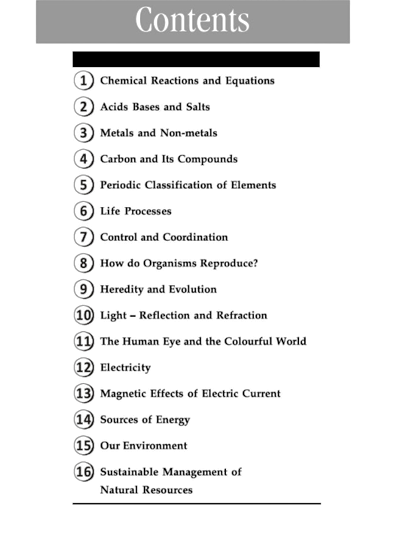 Contents
1 Chemical Reactions and Equations
2 Acids Bases and Salts
3 Metals and Non-metals
4 Carbon and Its Compounds
5 Periodic Classification of Elements
6 Life Processes
7 Control and Coordination
8 How do Organisms Reproduce?
9 Heredity and Evolution
10 Light – Reflection and Refraction
11 The Human Eye and the Colourful World
12 Electricity
13 Magnetic Effects of Electric Current
14 Sources of Energy
15 Our Environment
16 Sustainable Management of
Natural Resources